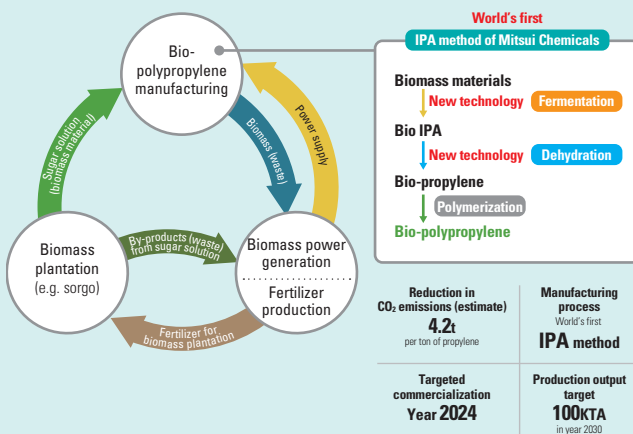 World's first
IPA method of Mitsui Chemicals
Bio-
polypropylene
manufacturing
Biomass materials
New technology
Fermentation
Bio IPA
New technology
Dehydration
Bio-propylene
Polymerization
Bio-polypropylene
Sugar solution
(biomass material)
Biomass (waste)
Power supply
Biomass
plantation
(e.g. sorgo)
By-products (waste)
from sugar solution
Biomass power
generation
Fertilizer
production
Fertilizer for
biomass plantation
Reduction in
CO₂ emissions (estimate)
4.2t
per ton of propylene
Manufacturing
process
World's first
IPA method
Targeted
commercialization
Year 2024
Production output
target
100KTA
in year 2030